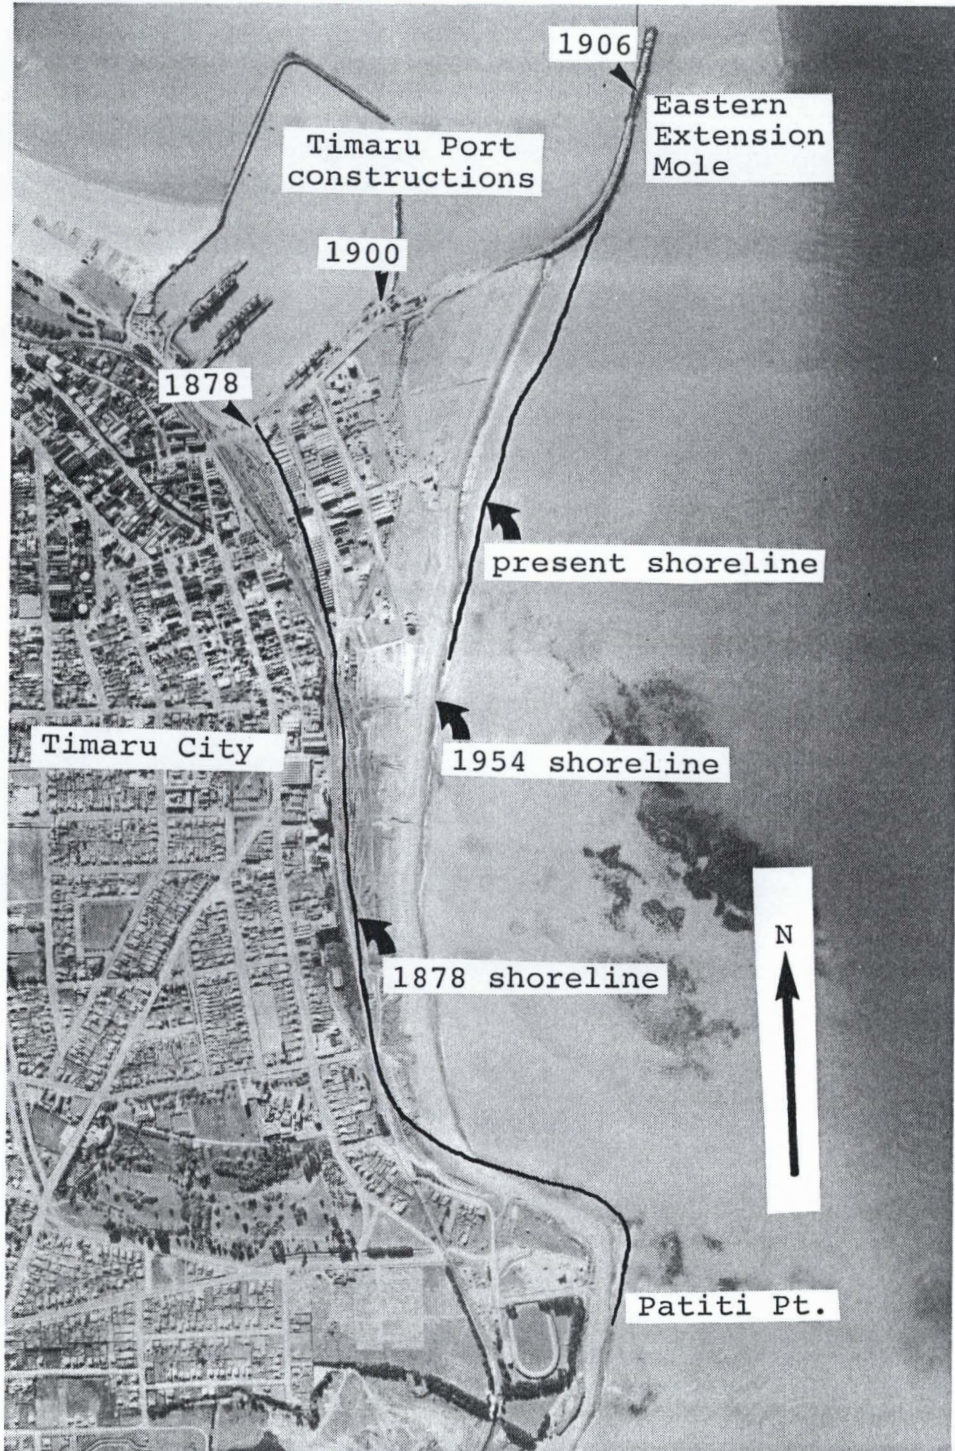 1906
Eastern
Extension
Mole
Timaru Port
constructions
1900
1878
present shoreline
Timaru City
1954 shoreline
N
1878 shoreline
Patiti Pt.